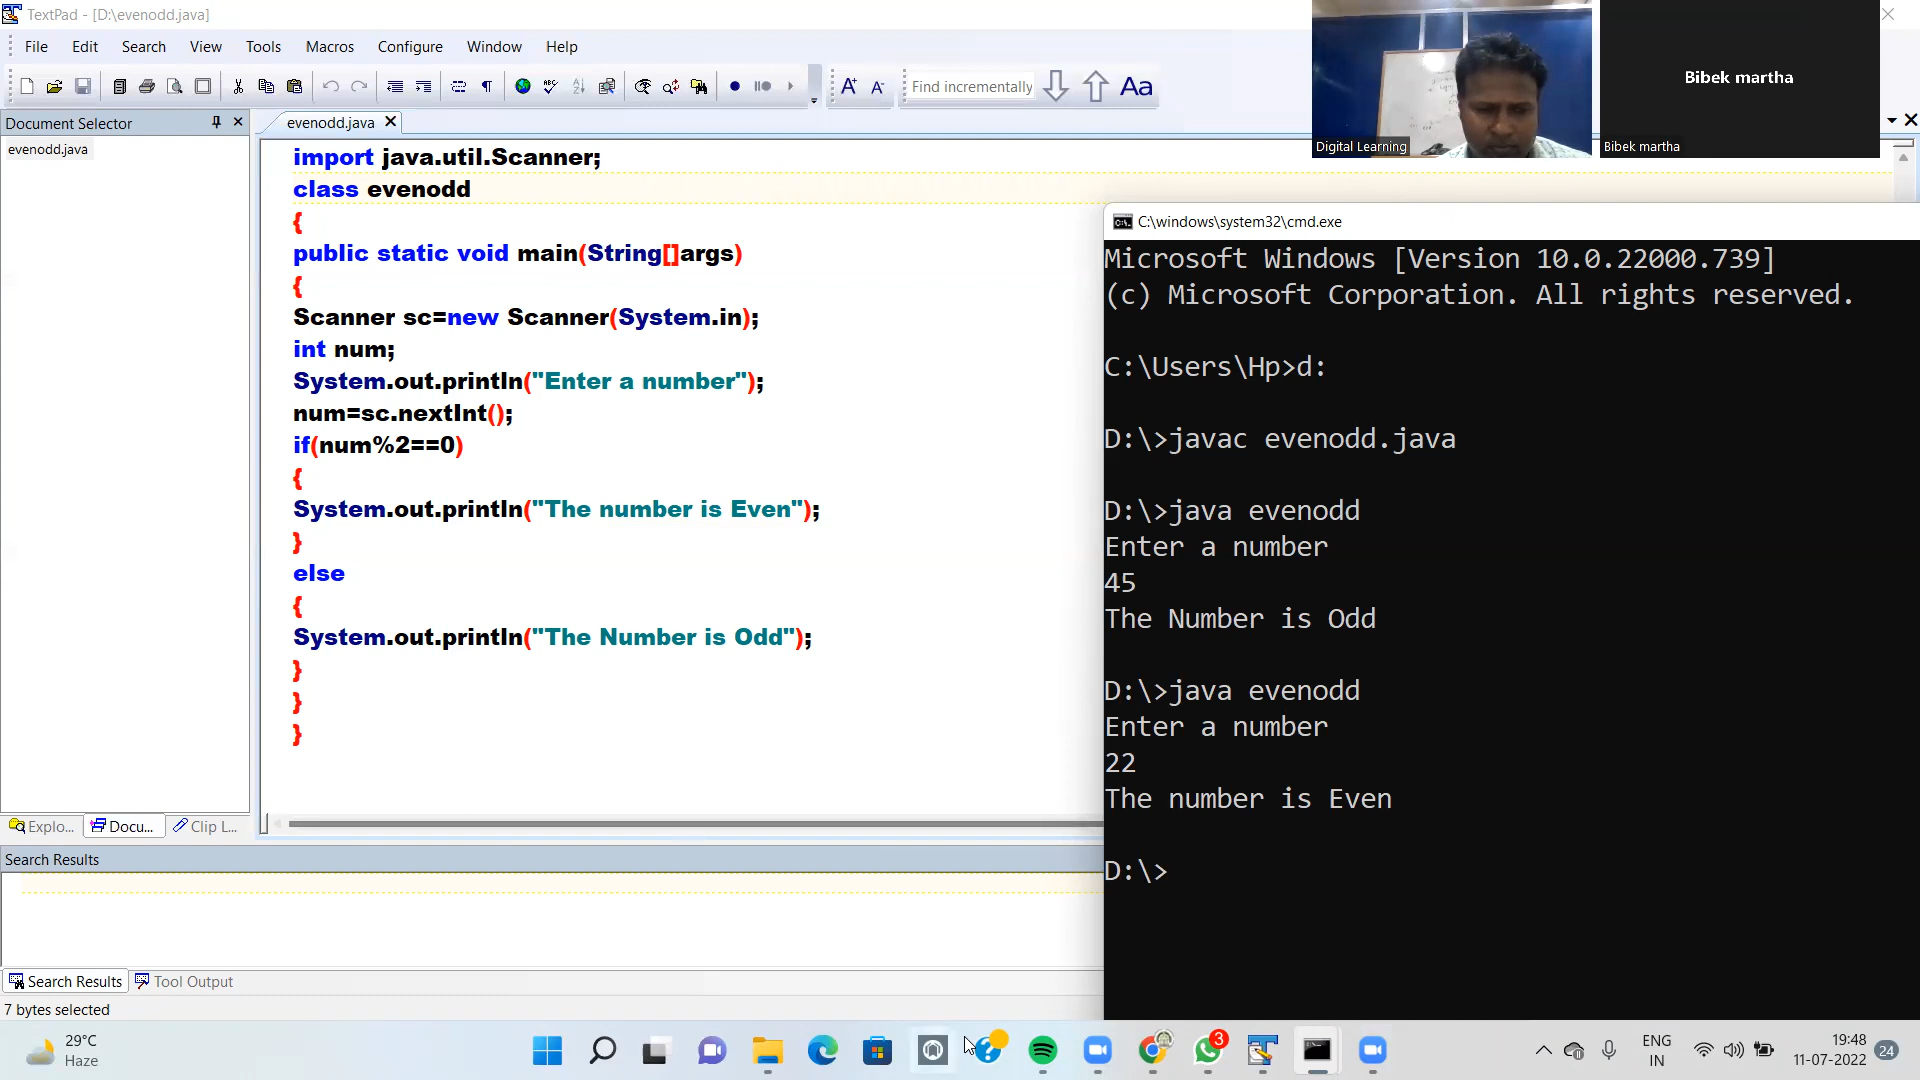 TextPad - [D:\evenodd.java]
File Edit Search View Tools Macros Configure Window Help
Find incrementally
Aa
Digital Learning
Bibek martha
Bibek martha
Document Selector
evenodd.java
evenodd.java
import java.util.Scanner;
class evenodd
{
public static void main(String[]args)
{
Scanner sc=new Scanner(System.in);
int num;
System.out.println("Enter a number");
num=sc.nextInt();
if(num%2==0)
{
System.out.println("The number is Even");
}
else
{
System.out.println("The Number is Odd");
}
}
}
C:\windows\system32\cmd.exe
Microsoft Windows [Version 10.0.22000.739]
(c) Microsoft Corporation. All rights reserved.
C:\Users\Hp>d:
D:\>javac evenodd.java
D:\>java evenodd
Enter a number
45
The Number is Odd
D:\>java evenodd
Enter a number
22
The number is Even
D:\>
Explo... Docu... Clip L...
Search Results
Search Results Tool Output
7 bytes selected
29°C
Haze
3
ENG
IN
19:48
11-07-2022
24